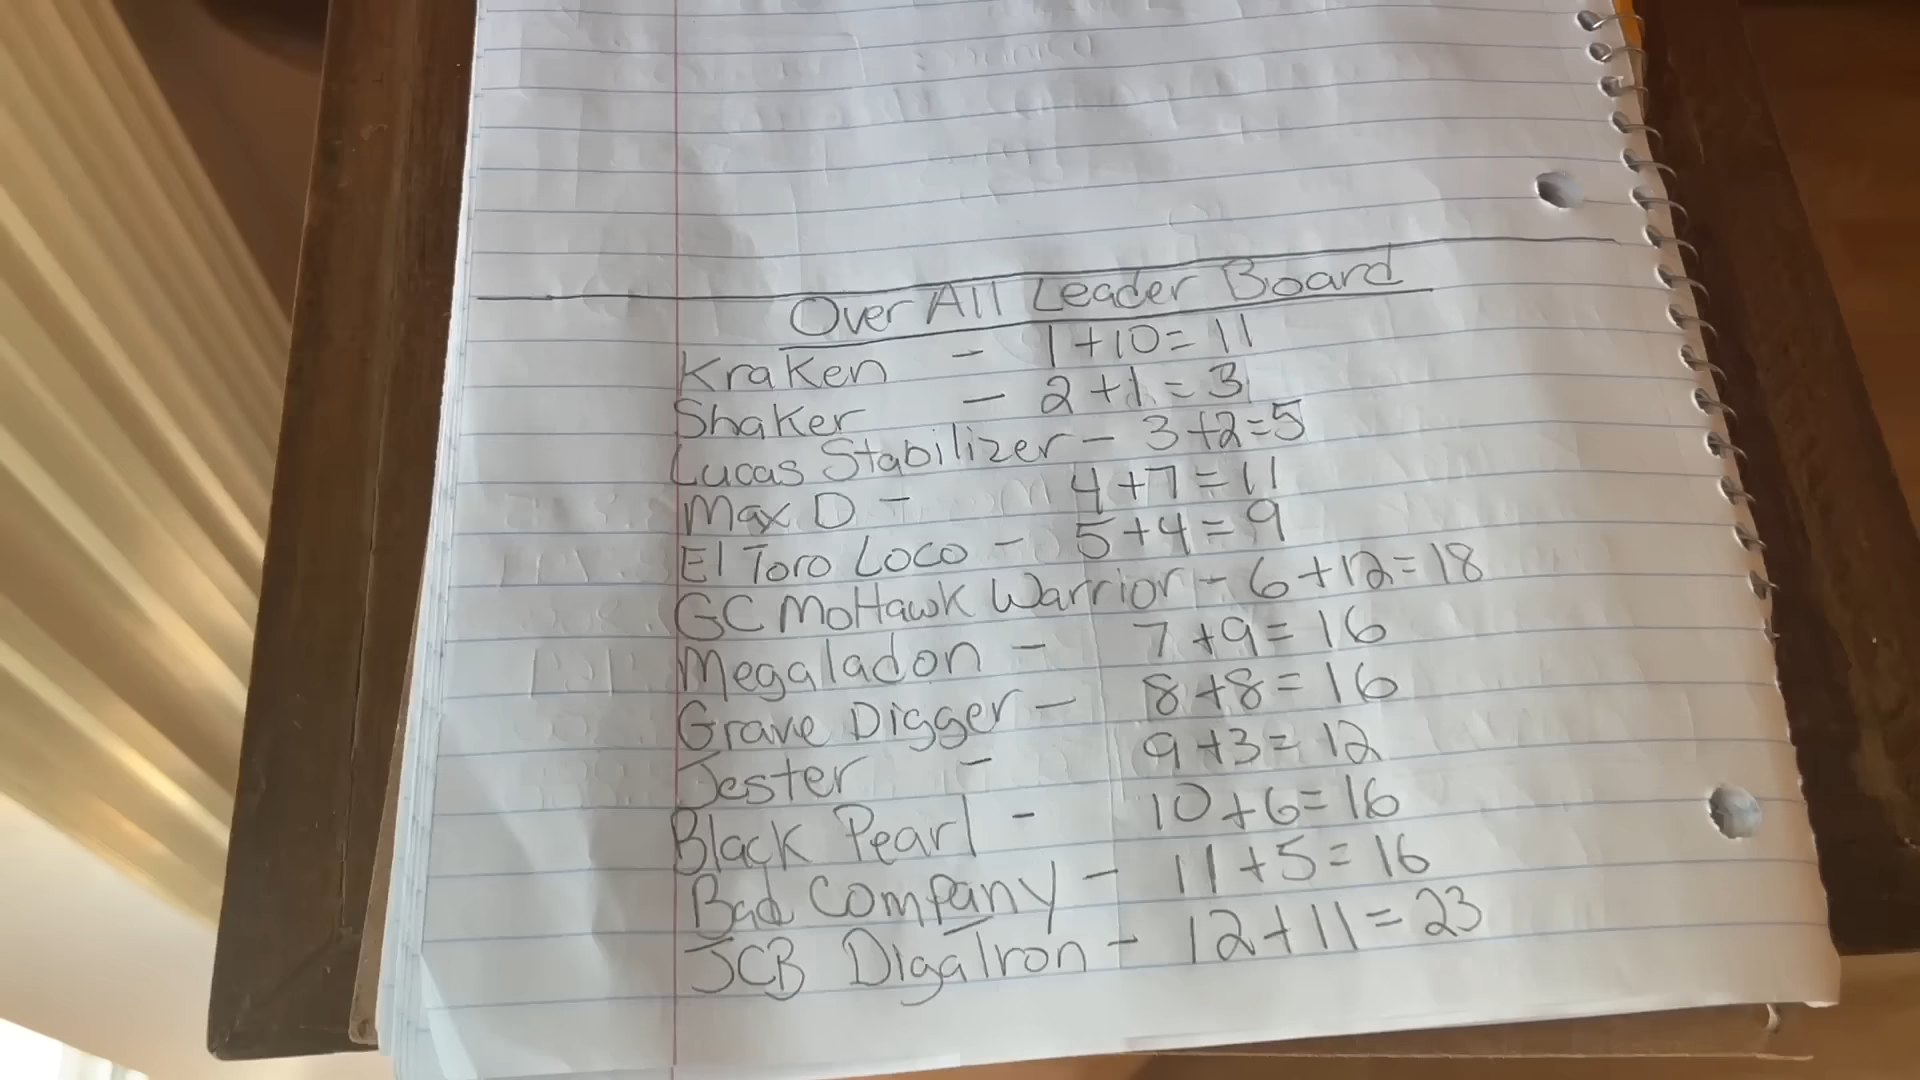 Over All Leader Board
Kraken - 1+10=11
Shaker - 2+1=3
Lucas Stabilizer - 3+2=5
Max D - 4+7=11
El Toro Loco - 5+4=9
GC MoHawk Warrior - 6+12=18
Megaladon - 7+9=16
Grave Digger - 8+8=16
Jester - 9+3=12
Black Pearl - 10+6=16
Bad Company - 11+5=16
JCB DigaTron - 12+11=23